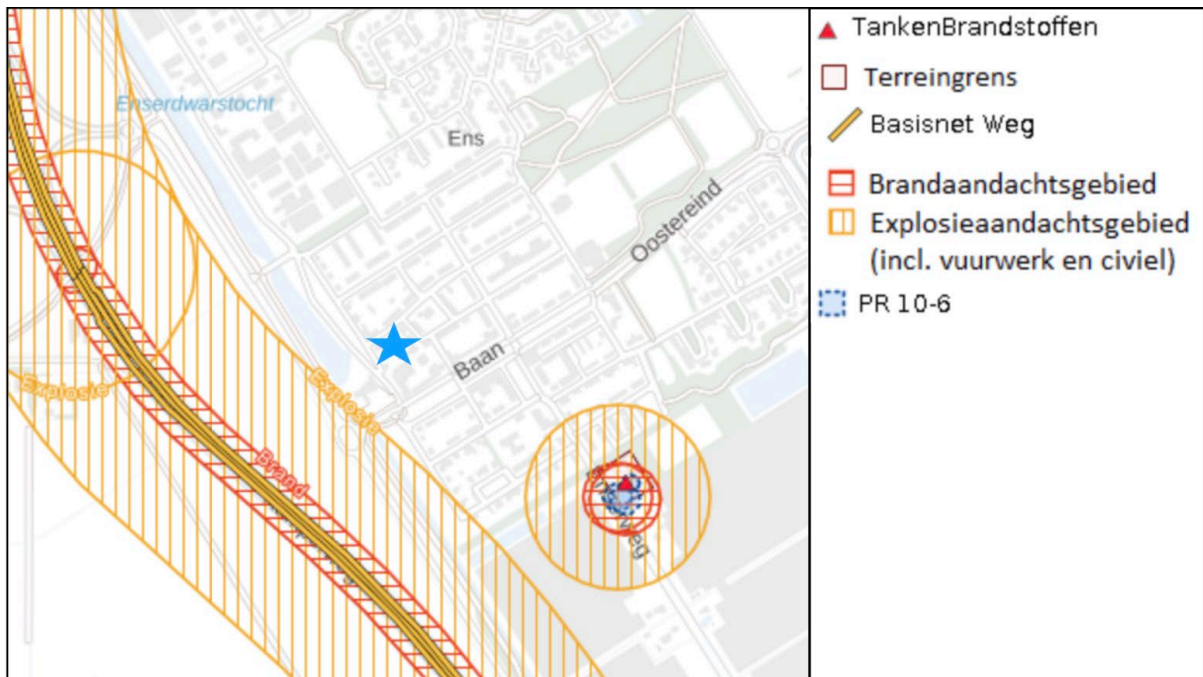 Enserdwarstocht
Ens
Oostereind
Baan
Explosie
Explosie
Brand
weg
TankenBrandstoffen
Terreingrens
Basisnet Weg
Brandaandachtsgebied
Explosieaandachtsgebied
(incl. vuurwerk en civiel)
PR 10-6